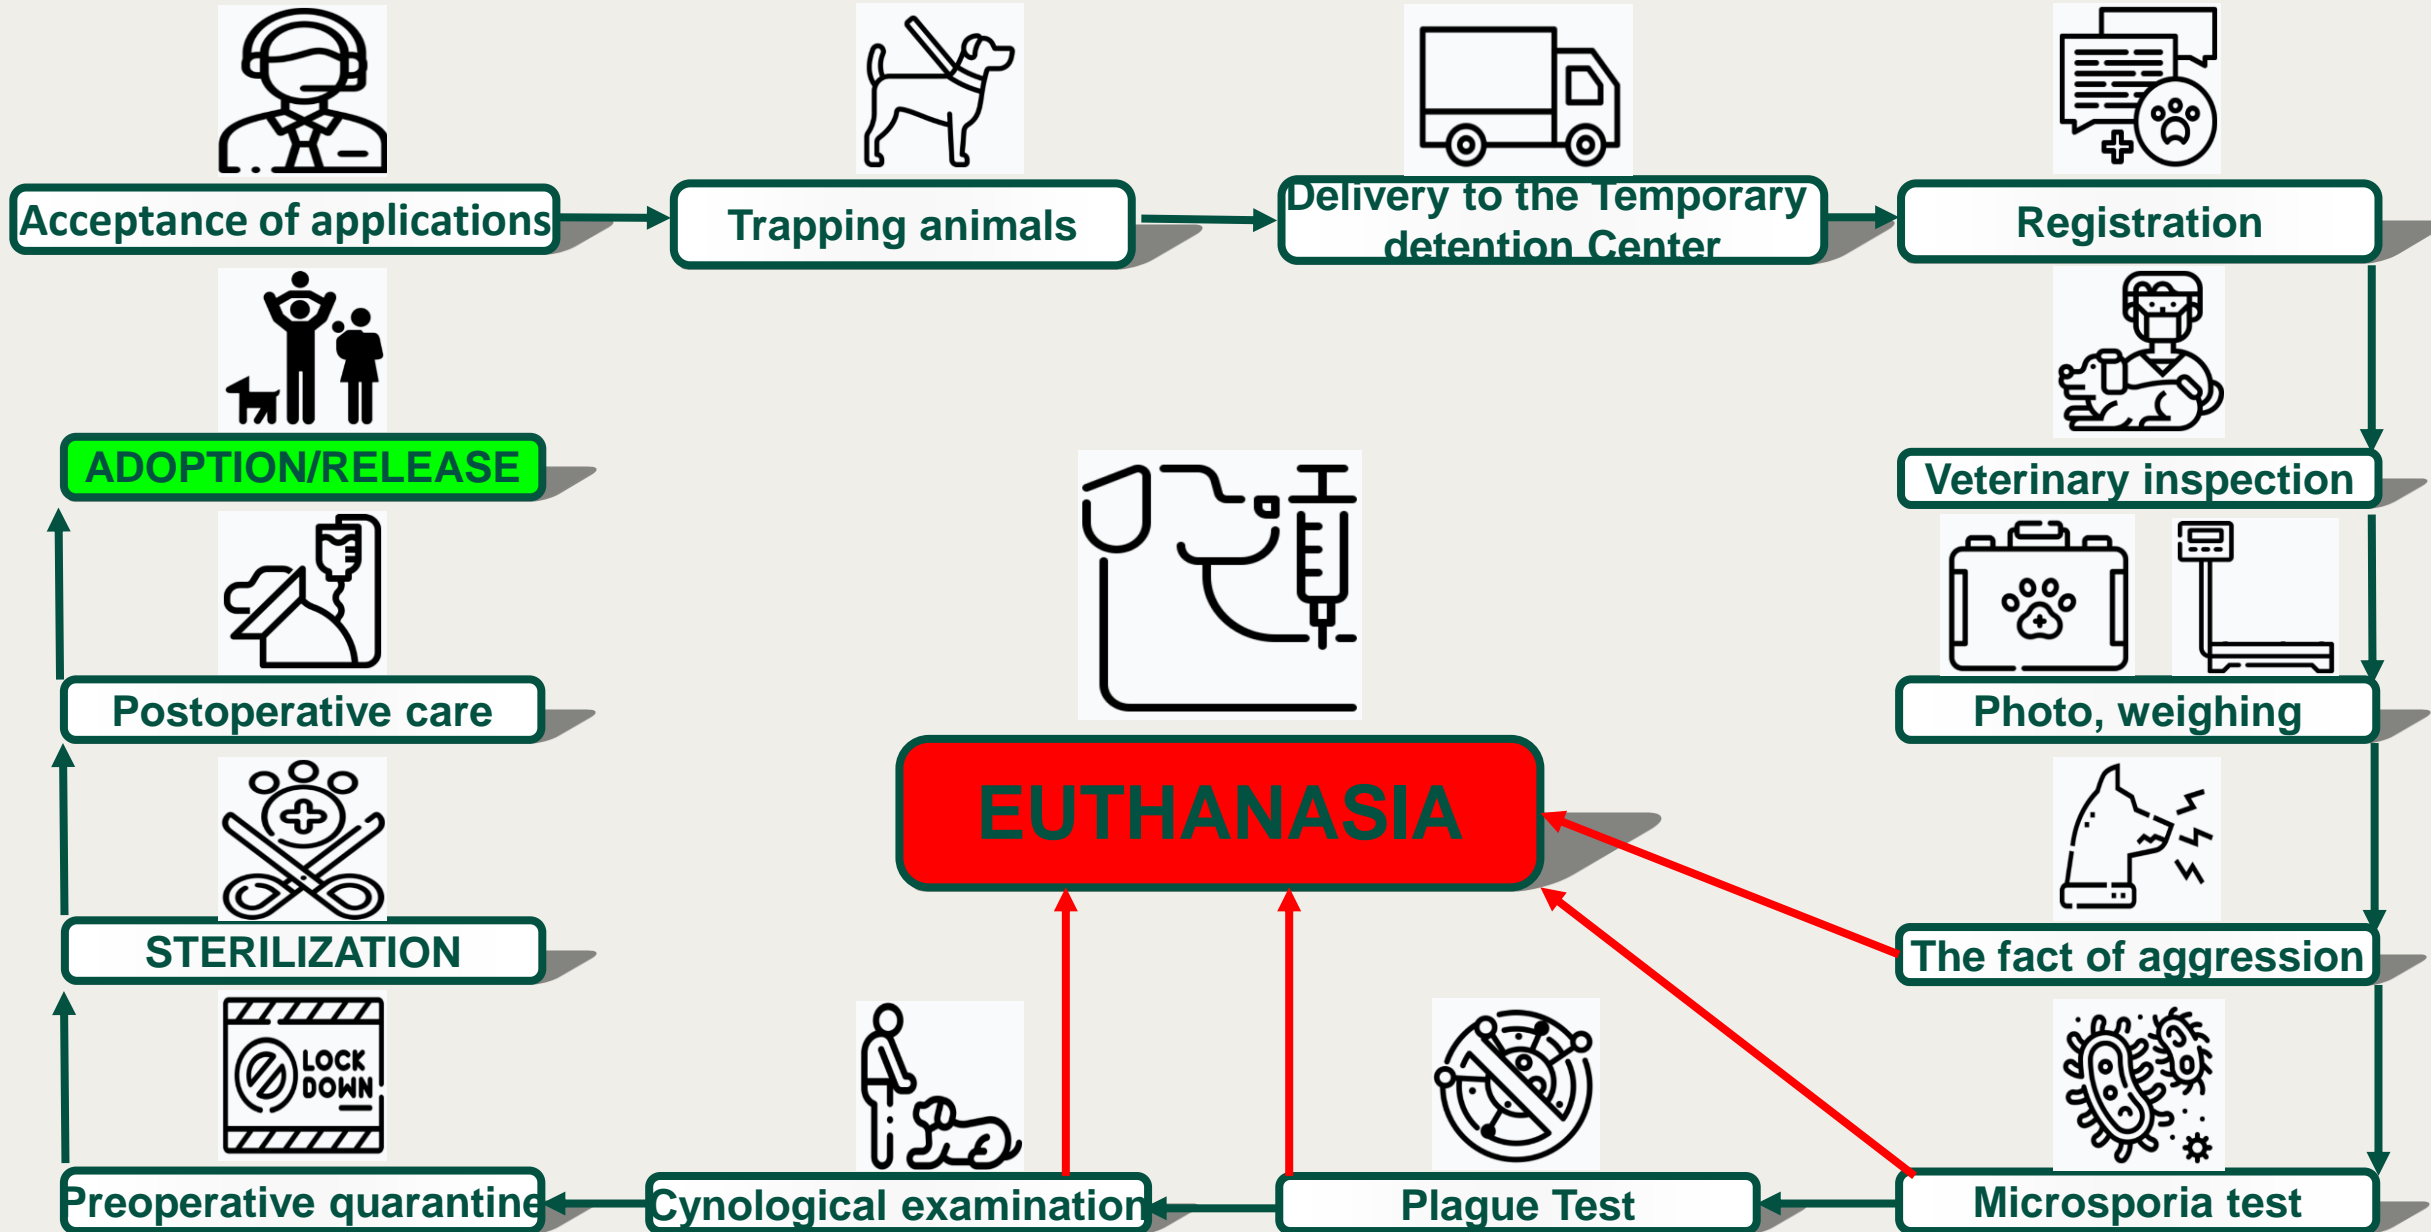 Acceptance of applications
Trapping animals
Delivery to the Temporary
detention Center
Registration
Veterinary inspection
Photo, weighing
The fact of aggression
Microsporia test
Plague Test
Cynological examination
Preoperative quarantine
LOCK
DOWN
STERILIZATION
Postoperative care
ADOPTION/RELEASE
EUTHANASIA